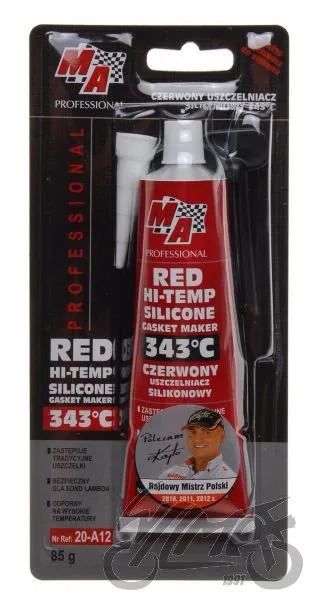 MA
PROFESSIONAL
CZERWONY USZCZELNIACZ
SILIKONOWY 343°C
PROFESSIONAL
RED
HI-TEMP
SILICONE
GASKET MAKER
343°C
ZASTĘPUJE
TRADYCYJNE
USZCZELKI
BEZPIECZNY
DLA SOND LAMBDA
ODPORNY
NA WYSOKIE
TEMPERATURY
Nr Ref: 20-A12
85 g
MA
PROFESSIONAL
RED
HI-TEMP
SILICONE
GASKET MAKER
343°C
CZERWONY
USZCZELNIACZ
SILIKONOWY
Polecam
Rajdowy Mistrz Polski
2010, 2011, 2012 r.
1991